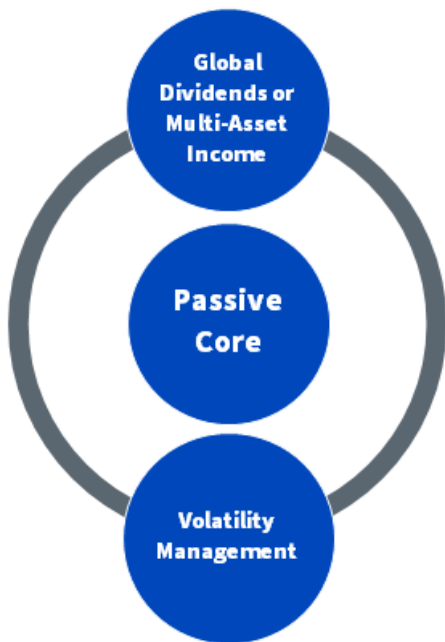 Global
Dividends or
Multi-Asset
Income
Passive
Core
Volatility
Management